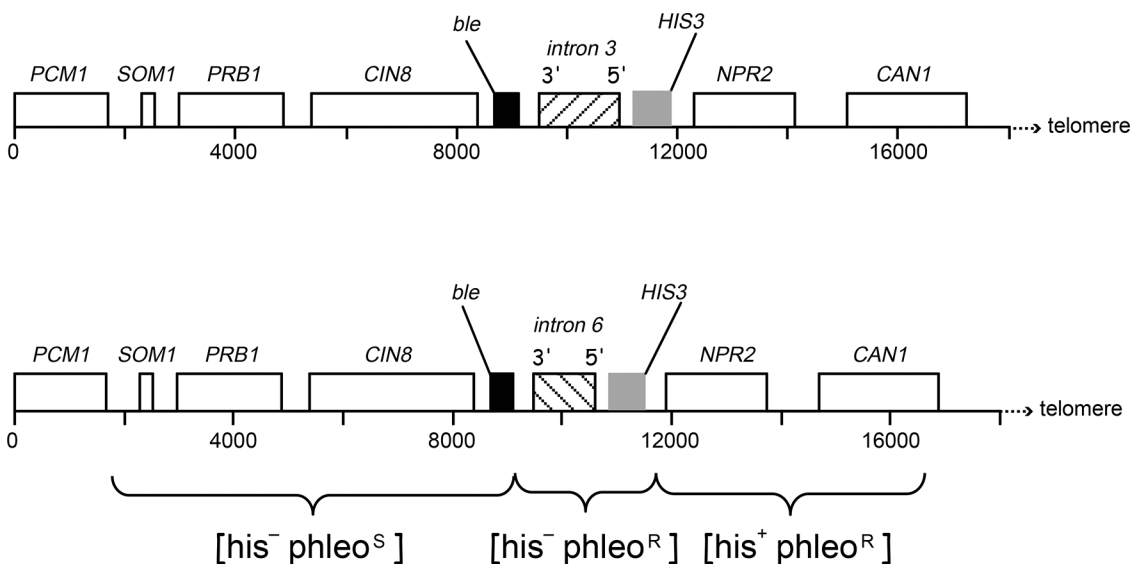 ble HIS3
intron 3
PCM1 SOM1 PRB1 CIN8 3' 5' NPR2 CAN1
telomere
0 4000 8000 12000 16000
ble HIS3
intron 6
PCM1 SOM1 PRB1 CIN8 3' 5' NPR2 CAN1
telomere
0 4000 8000 12000 16000
[his⁻ phleoˢ] [his⁻ phleoᴿ] [his⁺ phleoᴿ]